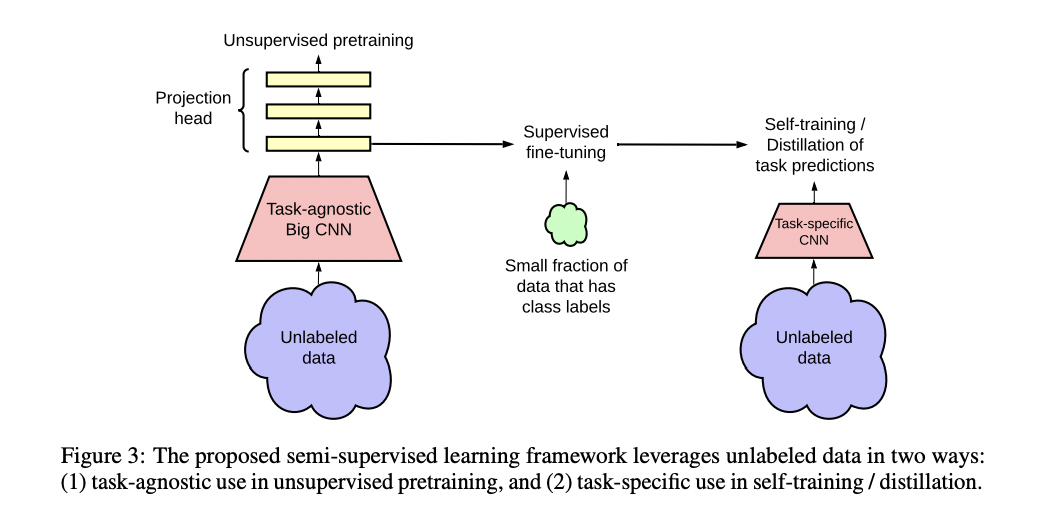 Unsupervised pretraining
Projection
head
Task-agnostic
Big CNN
Unlabeled
data
Supervised
fine-tuning
Small fraction of
data that has
class labels
Self-training /
Distillation of
task predictions
Task-specific
CNN
Unlabeled
data
Figure 3: The proposed semi-supervised learning framework leverages unlabeled data in two ways:
(1) task-agnostic use in unsupervised pretraining, and (2) task-specific use in self-training / distillation.